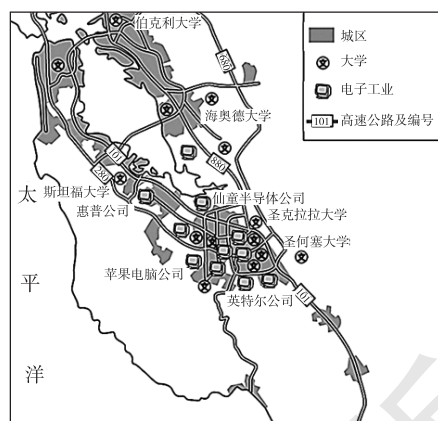 伯克利大学
680
城区
大学
电子工业
101 高速公路及编号
海奥德大学
101
280
880
斯坦福大学
惠普公司
仙童半导体公司
圣克拉拉大学
圣何塞大学
苹果电脑公司
英特尔公司
101
太
平
洋